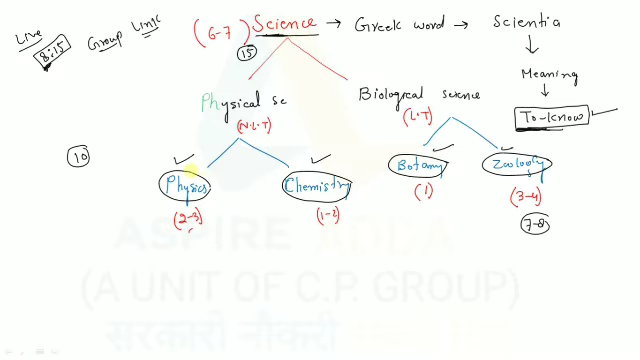 Live
8:15
Group Link
(6-7) Science → Greek word → Scientia
15
Meaning
To-know
Physical Sc
(N.L.T)
Biological Science
(L.T)
10
Physics
Chemistry
Botany
Zoology
(2-3)
(1-2)
(1)
(3-4)
7-8
ASPIRE ADDA
(A UNIT OF C.P. GROUP)
सरकारी नौकरी